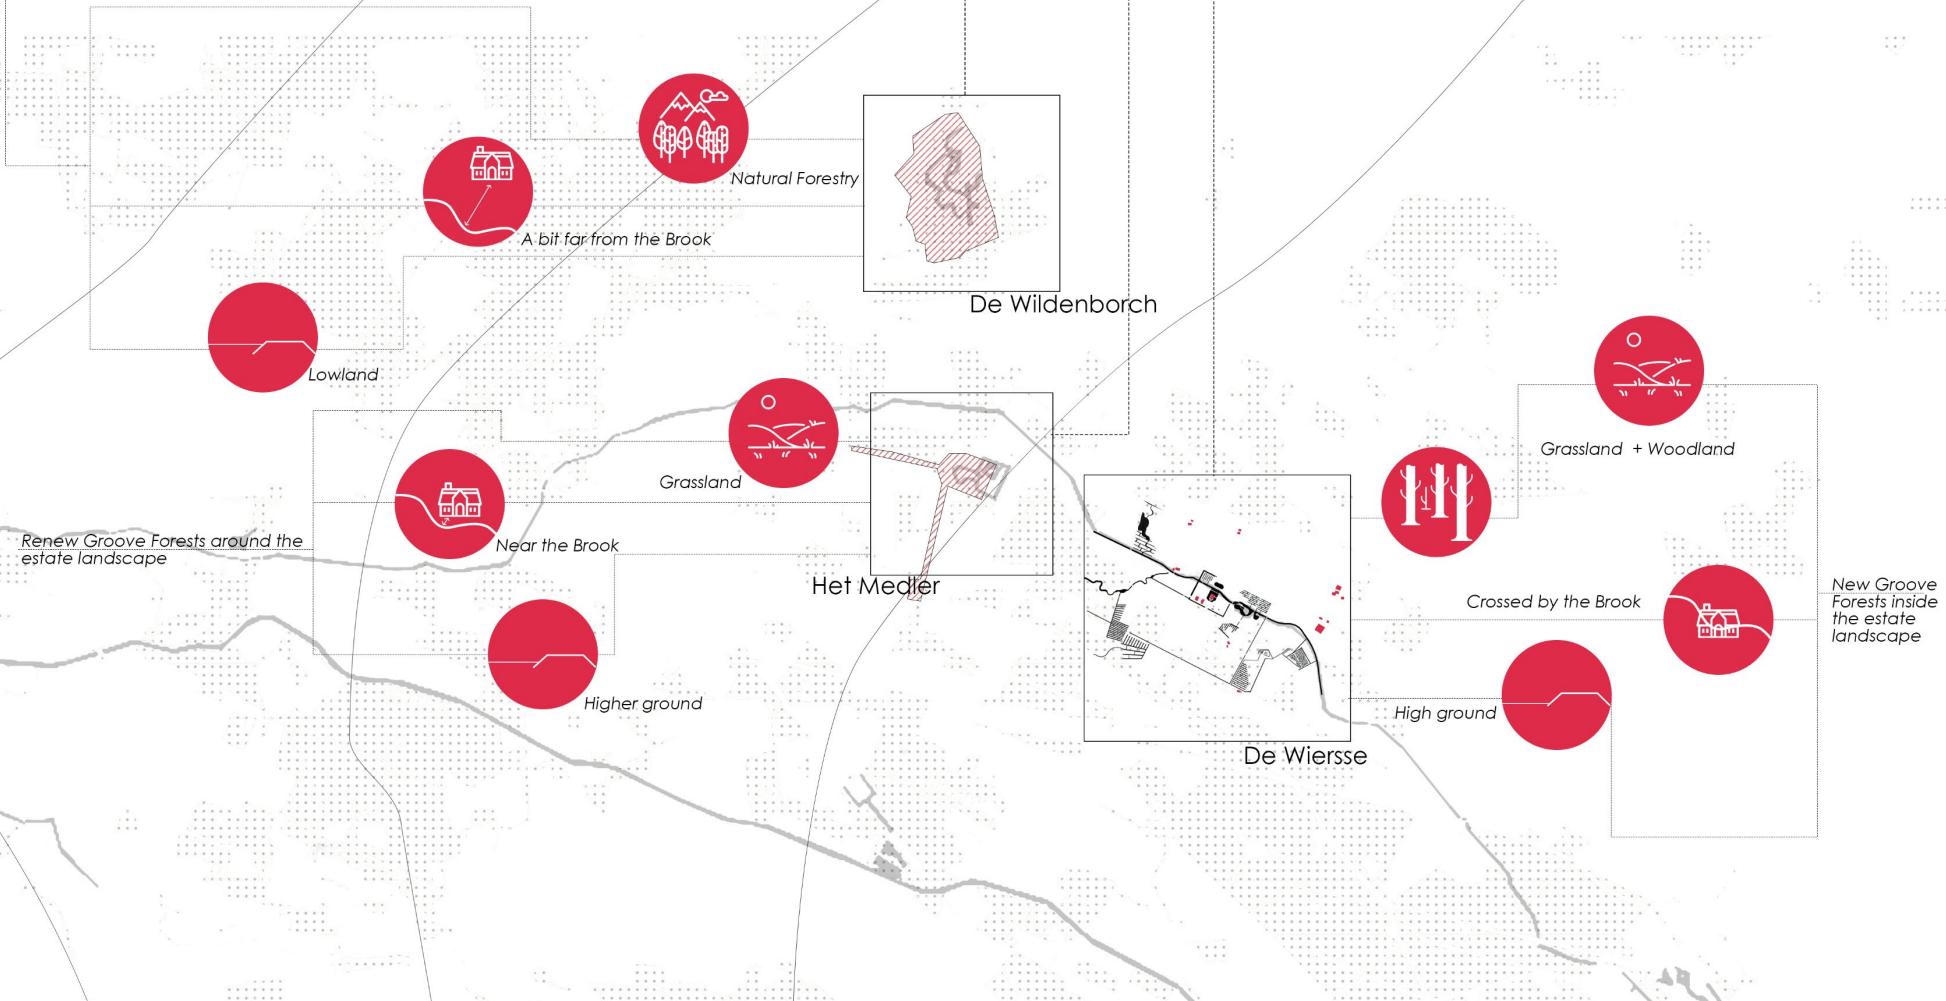 Natural Forestry
A bit far from the Brook
De Wildenborch
Lowland
Grassland
Grassland + Woodland
Near the Brook
Renew Groove Forests around the
estate landscape
Het Medler
Crossed by the Brook
New Groove
Forests inside
the estate
landscape
Higher ground
High ground
De Wiersse